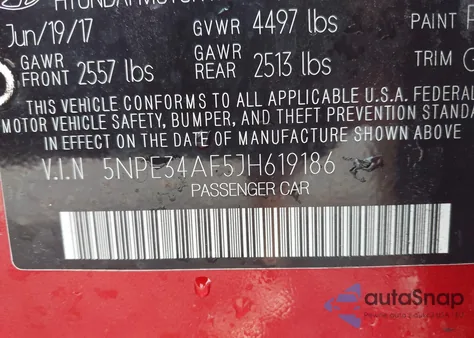 HYUNDAI MOTOR
Jun/19/17 GVWR 4497 lbs PAINT
GAWR FRONT 2557 lbs GAWR REAR 2513 lbs TRIM
THIS VEHICLE CONFORMS TO ALL APPLICABLE U.S.A. FEDERAL
MOTOR VEHICLE SAFETY, BUMPER, AND THEFT PREVENTION STANDA
IN EFFECT ON THE DATE OF MANUFACTURE SHOWN ABOVE
V.I.N 5NPE34AF5JH619186
PASSENGER CAR
autoSnap